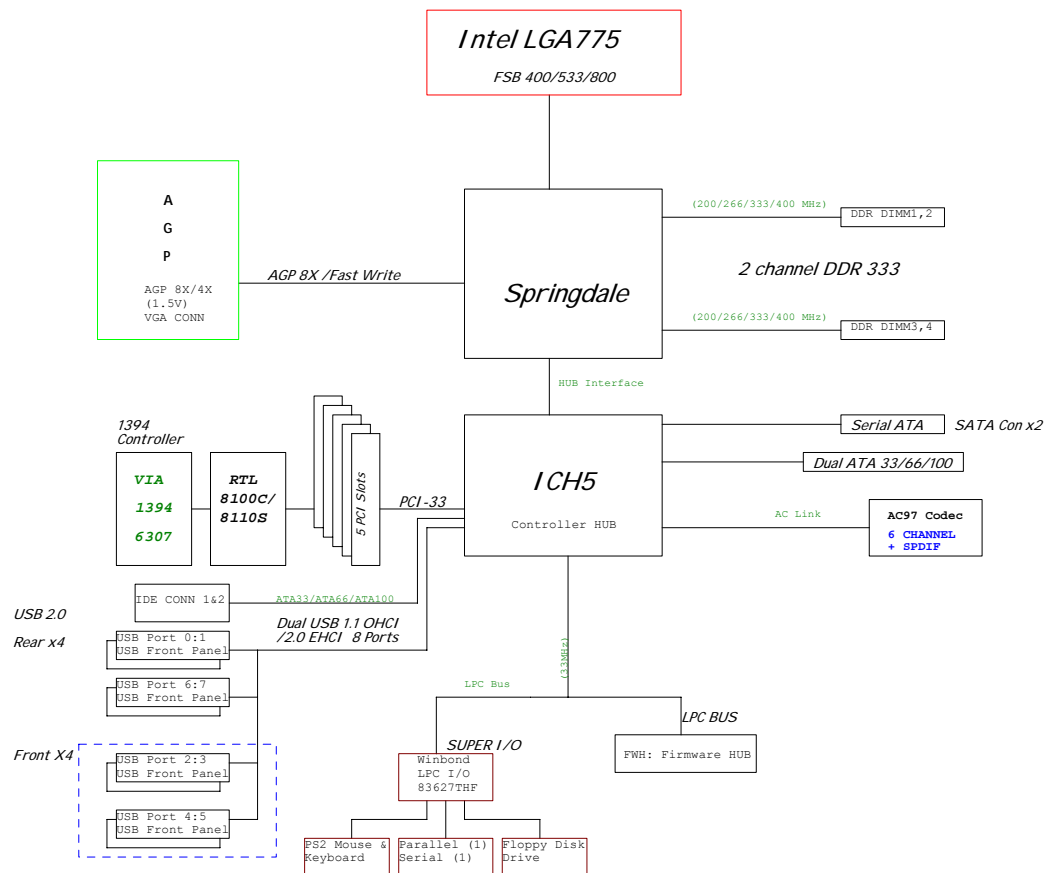 Intel LGA775
FSB 400/533/800
A
G
P
AGP 8X/4X
(1.5V)
VGA CONN
AGP 8X /Fast Write
Springdale
(200/266/333/400 MHz)
DDR DIMM1,2
2 channel DDR 333
(200/266/333/400 MHz)
DDR DIMM3,4
HUB Interface
1394
Controller
VIA
1394
6307
RTL
8100C/
8110S
5 PCI Slots
PCI-33
ICH5
Controller HUB
Serial ATA
SATA Con x2
Dual ATA 33/66/100
AC Link
AC97 Codec
6 CHANNEL
+ SPDIF
IDE CONN 1&2
ATA33/ATA66/ATA100
Dual USB 1.1 OHCI
/2.0 EHCI 8 Ports
USB 2.0
Rear x4
USB Port 0:1
USB Front Panel
USB Port 6:7
USB Front Panel
Front X4
USB Port 2:3
USB Front Panel
USB Port 4:5
USB Front Panel
(33MHz)
LPC Bus
LPC BUS
SUPER I/O
Winbond
LPC I/O
83627THF
FWH: Firmware HUB
PS2 Mouse &
Keyboard
Parallel (1)
Serial (1)
Floppy Disk
Drive